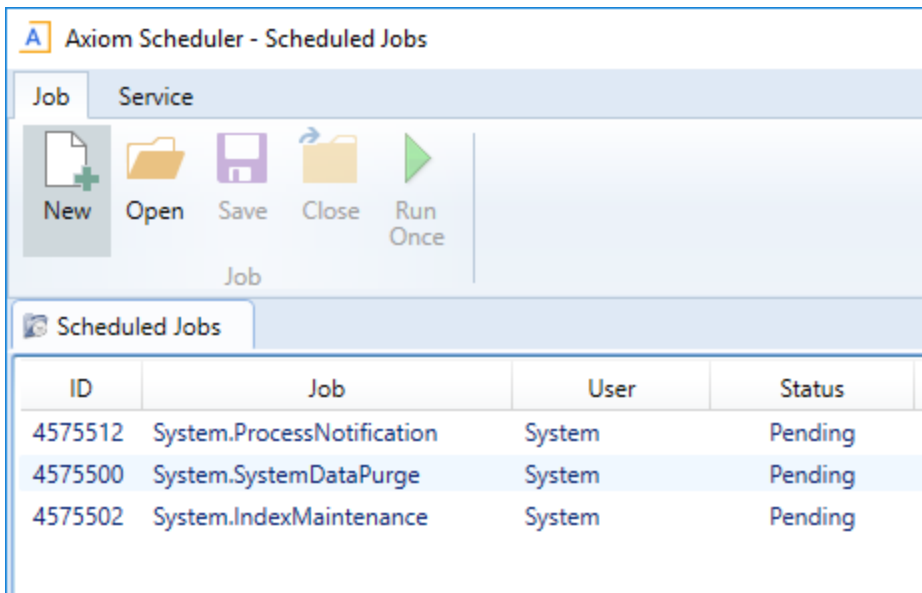 A Axiom Scheduler - Scheduled Jobs
Job Service
New Open Save Close Run Once
Job
Scheduled Jobs
ID Job User Status
4575512 System.ProcessNotification System Pending
4575500 System.SystemDataPurge System Pending
4575502 System.IndexMaintenance System Pending